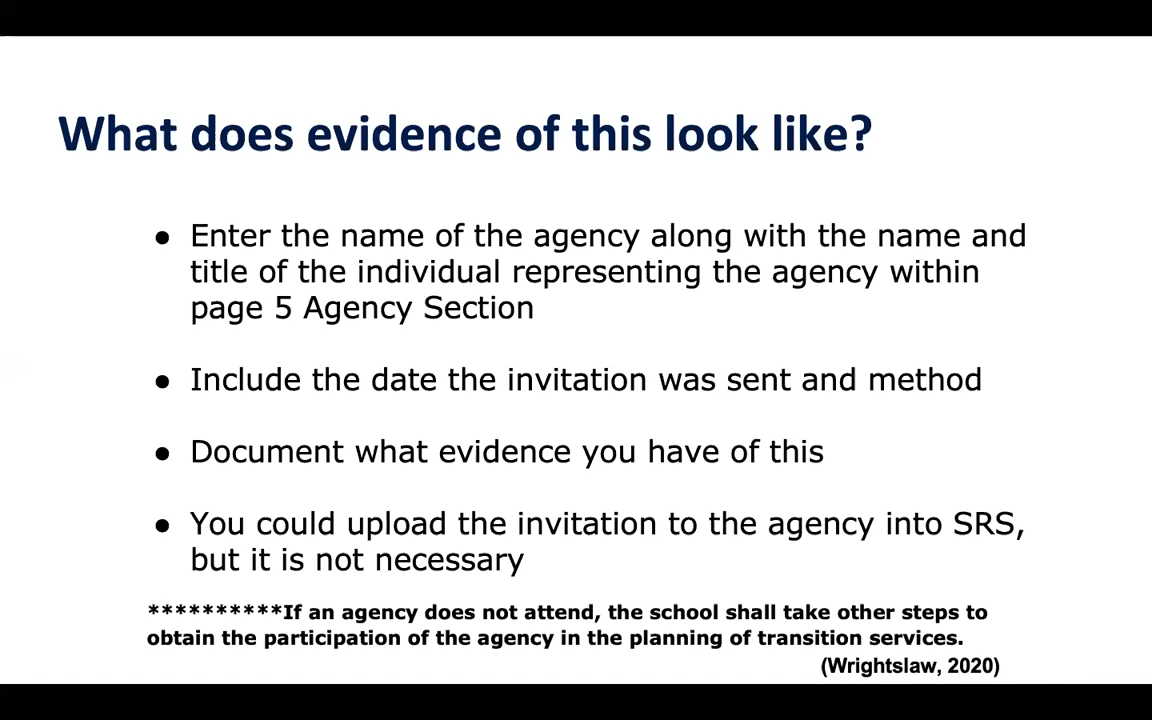 What does evidence of this look like?
● Enter the name of the agency along with the name and
title of the individual representing the agency within
page 5 Agency Section
● Include the date the invitation was sent and method
● Document what evidence you have of this
● You could upload the invitation to the agency into SRS,
but it is not necessary
**********If an agency does not attend, the school shall take other steps to
obtain the participation of the agency in the planning of transition services.
(Wrightslaw, 2020)